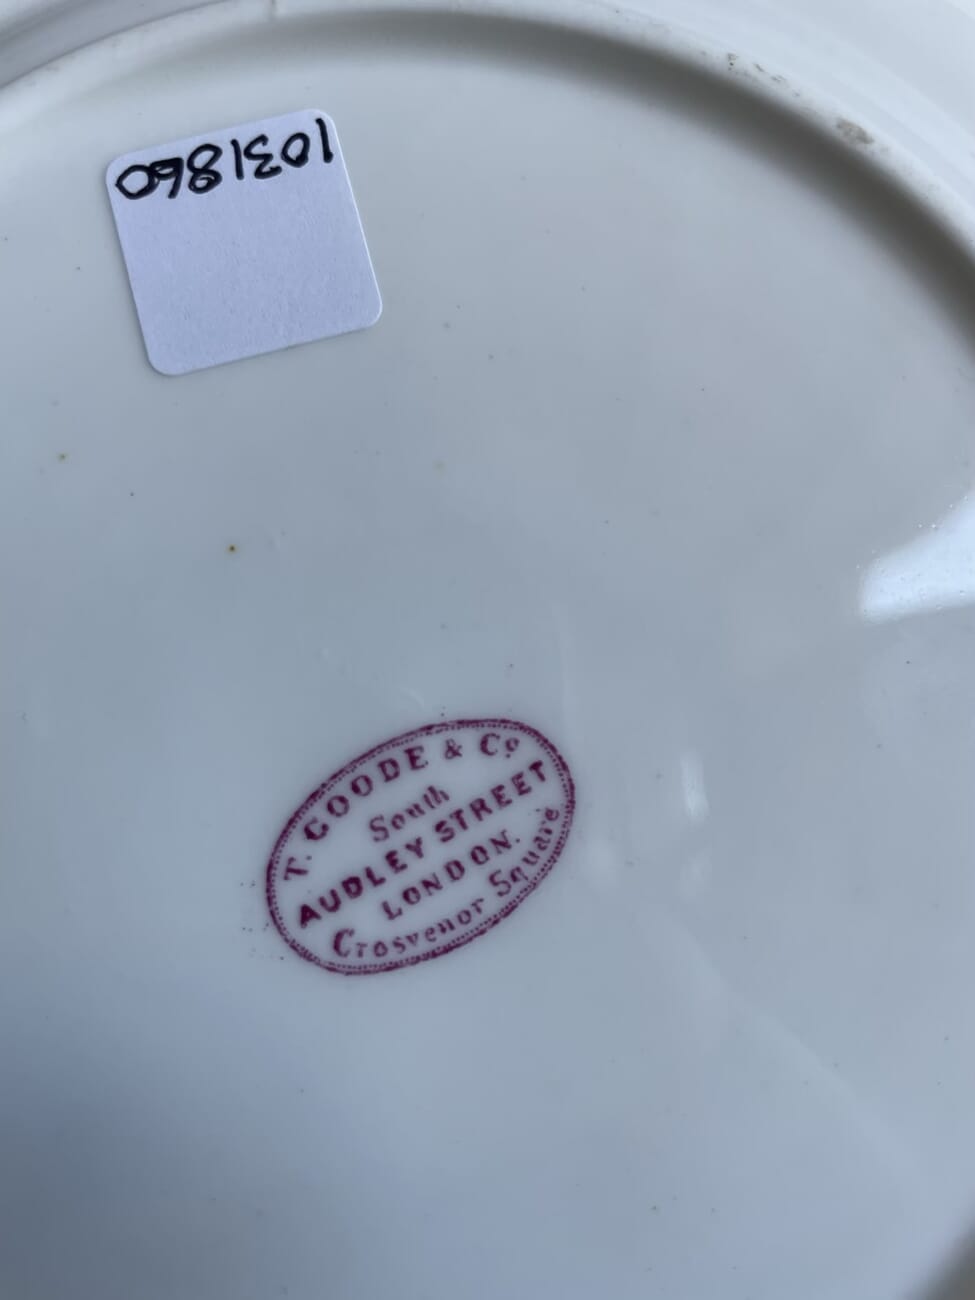 1031860
T. GOODE & Co
South
AUDLEY STREET
LONDON.
Grosvenor Square